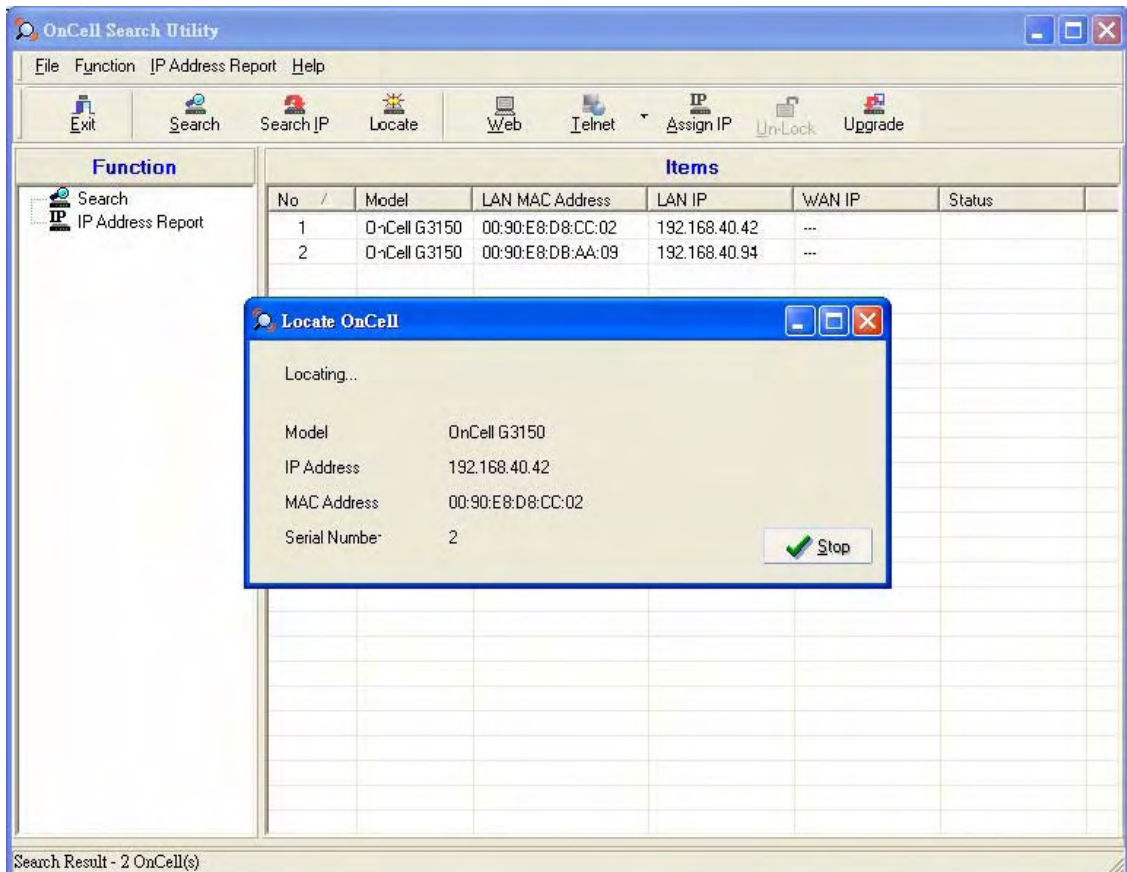 OnCell Search Utility
File Function IP Address Report Help
Exit Search Search IP Locate Web Telnet Assign IP Un-Lock Upgrade
Function Items
Search
IP Address Report
No Model LAN MAC Address LAN IP WAN IP Status
1 OnCell G3150 00:90:E8:D8:CC:02 192.168.40.42 ---
2 OnCell G3150 00:90:E8:DB:AA:09 192.168.40.94 ---
Locate OnCell
Locating...
Model OnCell G3150
IP Address 192.168.40.42
MAC Address 00:90:E8:D8:CC:02
Serial Number 2
Stop
Search Result - 2 OnCell(s)